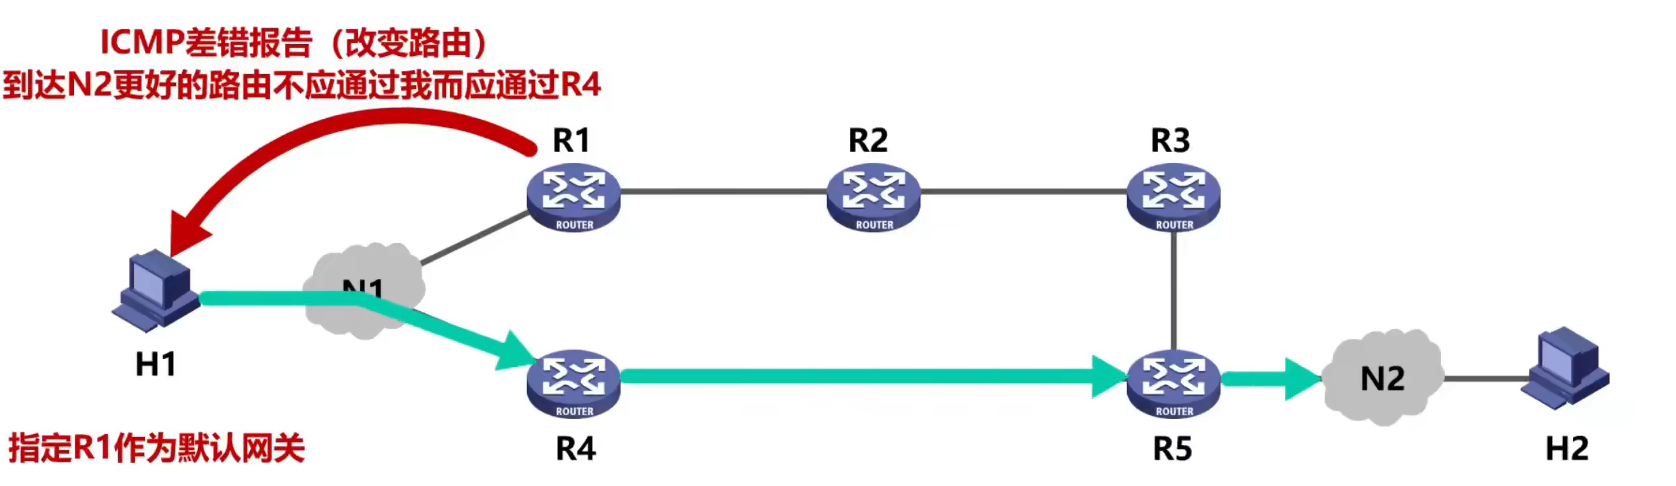 ICMP差错报告（改变路由）
到达N2更好的路由不应通过我而应通过R4
R1
R2
R3
ROUTER
ROUTER
ROUTER
N1
H1
ROUTER
ROUTER
N2
指定R1作为默认网关
R4
R5
H2